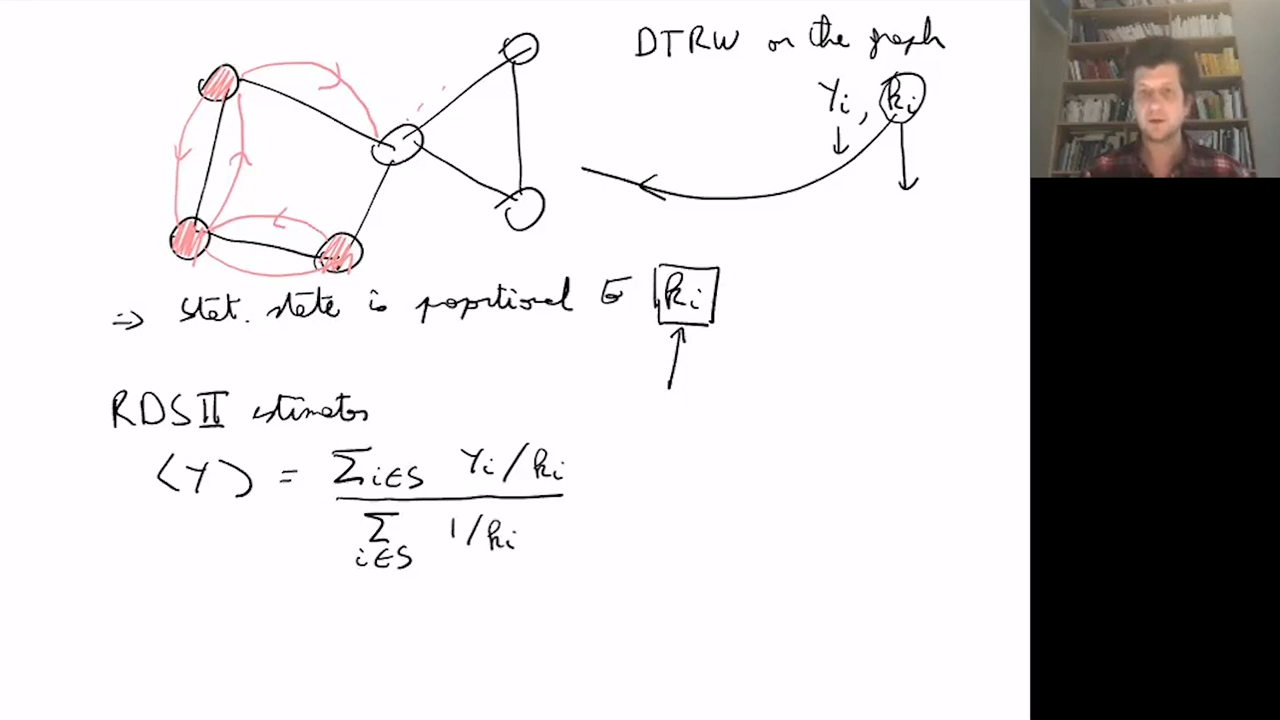 DTRW on the graph
Yi, ki
⇒ stat. state is proportional to ki
RDS II estimates
⟨Y⟩ = Σi∈S Yi/ki
Σi∈S 1/ki